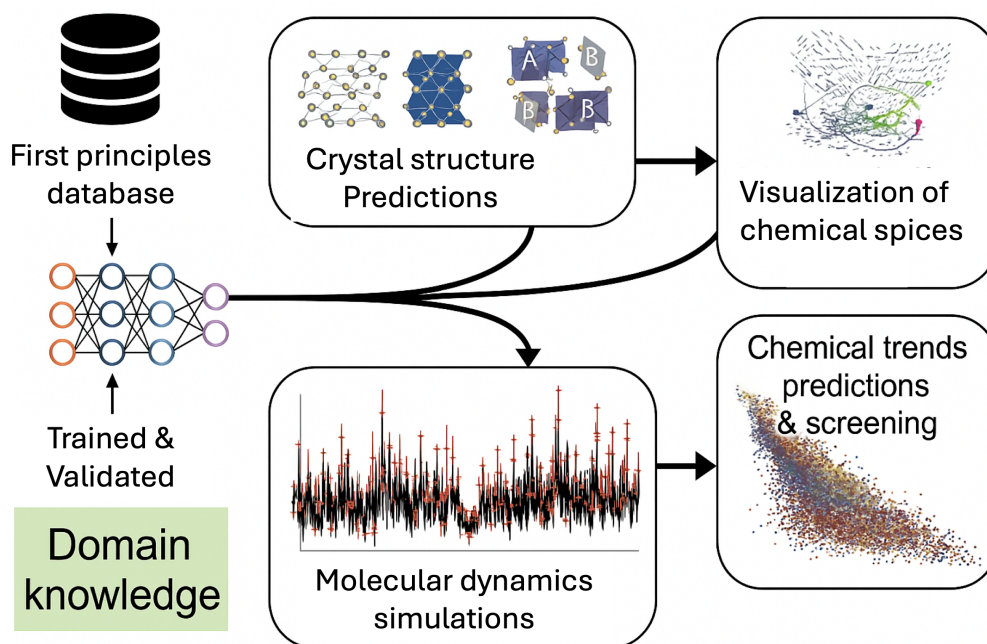 First principles
database
Trained &
Validated
Domain
knowledge
A
B
B
B
Crystal structure
Predictions
Visualization of
chemical spices
Molecular dynamics
simulations
Chemical trends
predictions
& screening